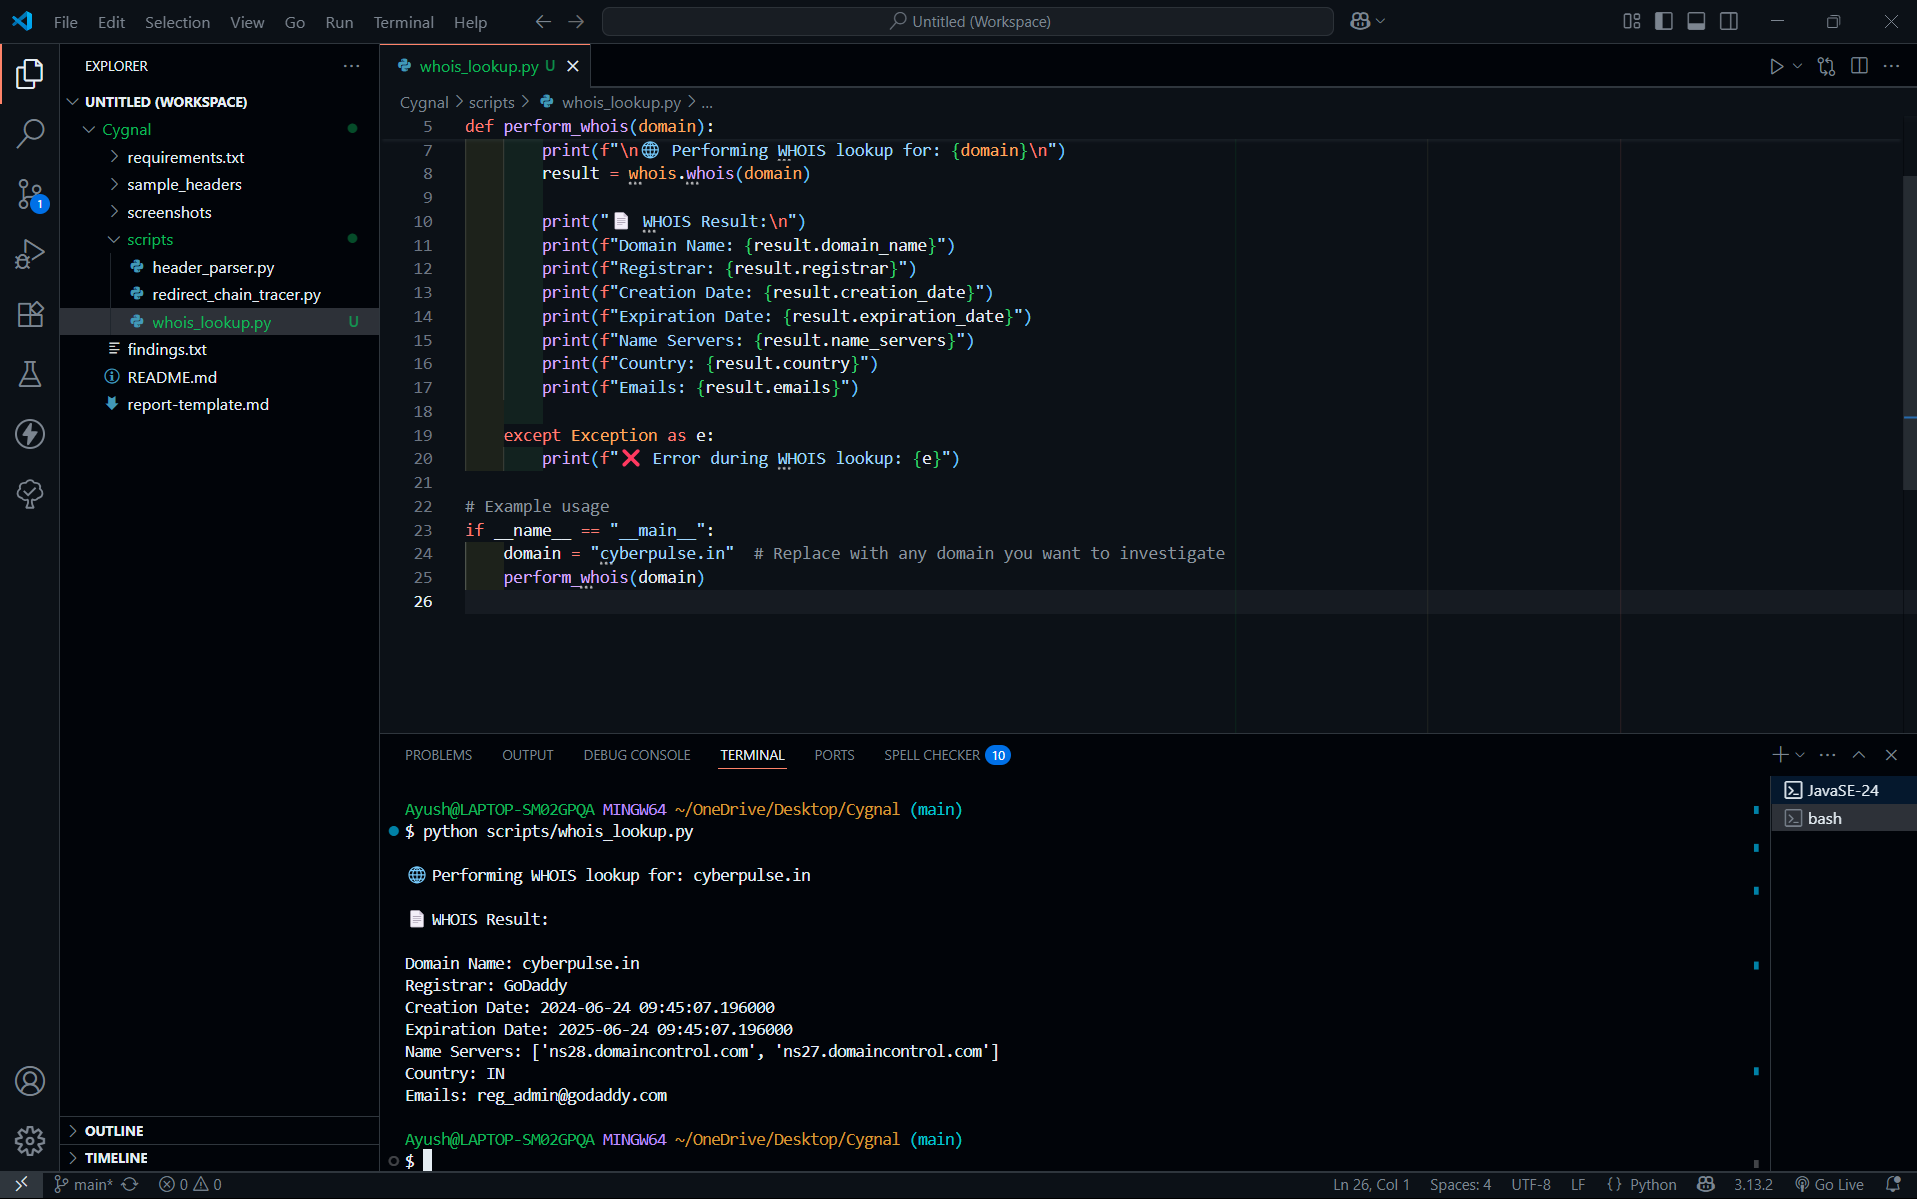 File Edit Selection View Go Run Terminal Help
Untitled (Workspace)
EXPLORER
UNTITLED (WORKSPACE)
Cygnal
requirements.txt
sample_headers
screenshots
scripts
header_parser.py
redirect_chain_tracer.py
whois_lookup.py U
findings.txt
README.md
report-template.md
OUTLINE
TIMELINE
1
whois_lookup.py U
Cygnal > scripts > whois_lookup.py > ...
5 def perform_whois(domain):
7 print(f"\n🌐 Performing WHOIS lookup for: {domain}\n")
8 result = whois.whois(domain)
9
10 print("📄 WHOIS Result:\n")
11 print(f"Domain Name: {result.domain_name}")
12 print(f"Registrar: {result.registrar}")
13 print(f"Creation Date: {result.creation_date}")
14 print(f"Expiration Date: {result.expiration_date}")
15 print(f"Name Servers: {result.name_servers}")
16 print(f"Country: {result.country}")
17 print(f"Emails: {result.emails}")
18
19 except Exception as e:
20 print(f"❌ Error during WHOIS lookup: {e}")
21
22 # Example usage
23 if __name__ == "__main__":
24 domain = "cyberpulse.in"  # Replace with any domain you want to investigate
25 perform_whois(domain)
26
PROBLEMS OUTPUT DEBUG CONSOLE TERMINAL PORTS SPELL CHECKER 10
Ayush@LAPTOP-SM02GPQA MINGW64 ~/OneDrive/Desktop/Cygnal (main)
$ python scripts/whois_lookup.py
🌐 Performing WHOIS lookup for: cyberpulse.in
📄 WHOIS Result:
Domain Name: cyberpulse.in
Registrar: GoDaddy
Creation Date: 2024-06-24 09:45:07.196000
Expiration Date: 2025-06-24 09:45:07.196000
Name Servers: ['ns28.domaincontrol.com', 'ns27.domaincontrol.com']
Country: IN
Emails: reg_admin@godaddy.com
Ayush@LAPTOP-SM02GPQA MINGW64 ~/OneDrive/Desktop/Cygnal (main)
$
JavaSE-24
bash
main* 0 0
Ln 26, Col 1 Spaces: 4 UTF-8 LF {} Python 3.13.2 Go Live